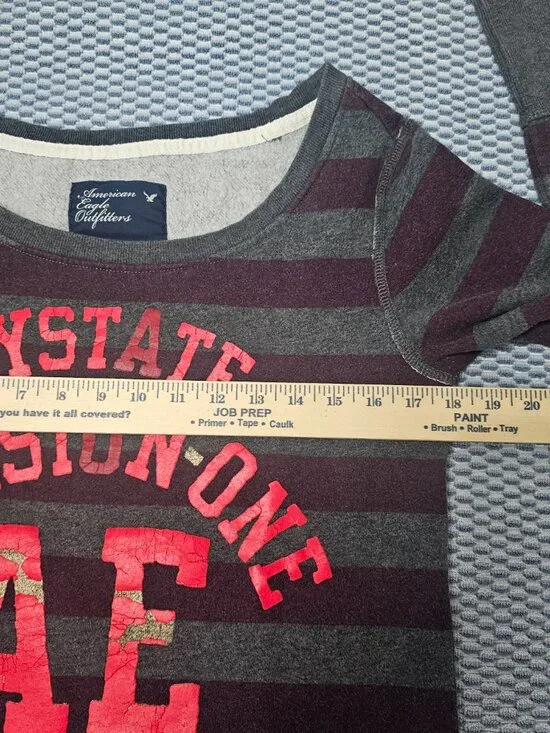 American
Eagle
Outfitters
YSTATE
7 8 9 10 11 12 13 14 15 16 17 18 19 20
you have it all covered?
JOB PREP
• Primer • Tape • Caulk
PAINT
• Brush • Roller • Tray
SION-ONE
AE